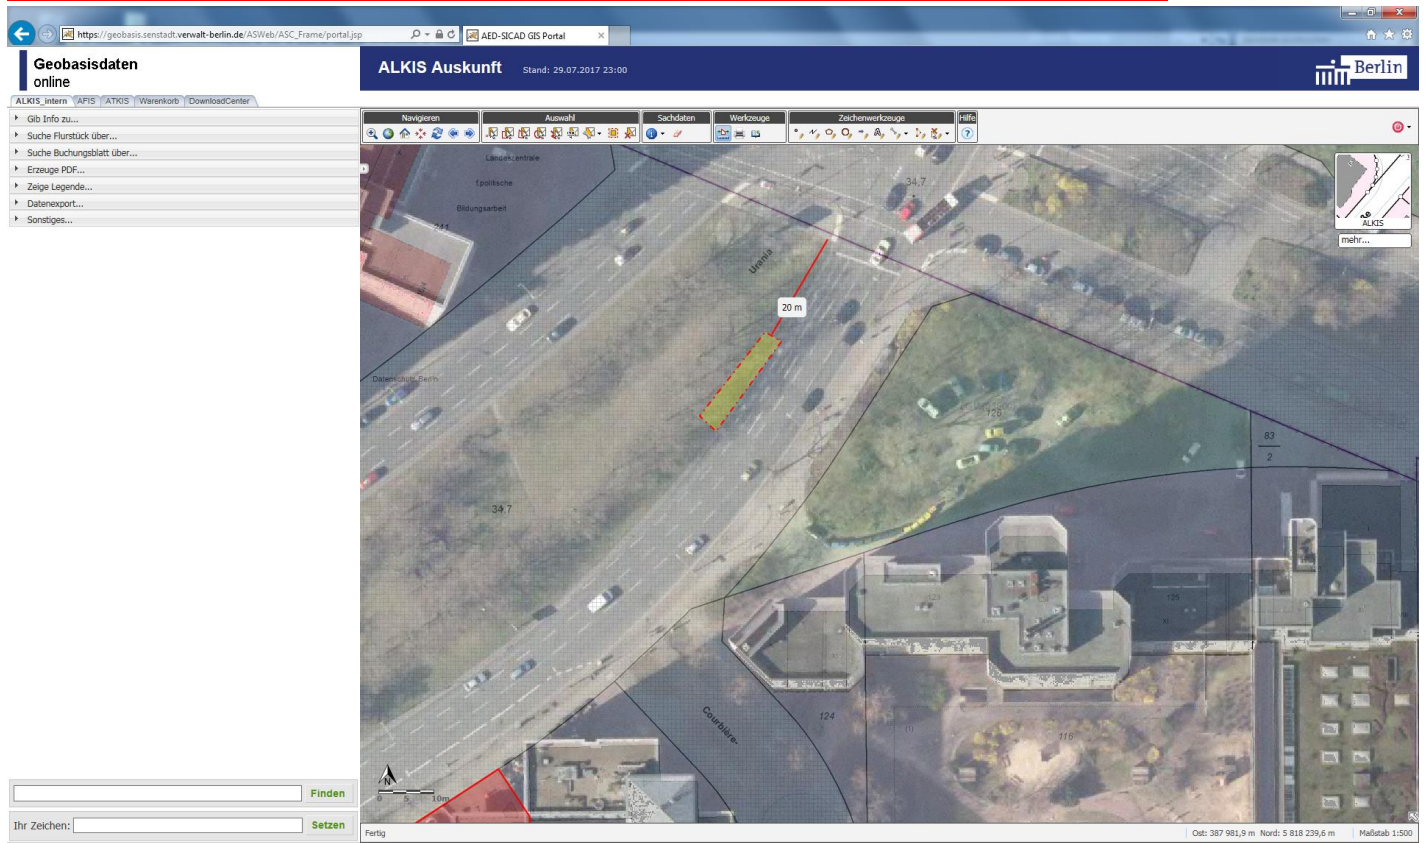 https://geobasis.senstadt.verwalt-berlin.de/ASWeb/ASC_Frame/portal.jsp
AED-SICAD GIS Portal
Geobasisdaten
online
ALKIS Auskunft Stand: 29.07.2017 23:00
Berlin
ALKIS_intern AFIS ATKIS Warenkorb DownloadCenter
Gib Info zu...
Suche Flurstück über...
Suche Buchungsblatt über...
Erzeuge PDF...
Zeige Legende...
Datenexport...
Sonstiges...
Navigieren Auswahl Sachdaten Werkzeuge Zeichenwerkzeuge Hilfe
Landeszentrale
f.politische
Bildungsarbeit
241
34,7
ALKIS
mehr...
Urania
20 m
Datenschutz Berlin
126
83
2
34,7
123
125
XI
Courbière-
124
116
N
0 5 10m
Finden
Ihr Zeichen: Setzen
Fertig
Ost: 387 981,9 m Nord: 5 818 239,6 m Maßstab 1:500